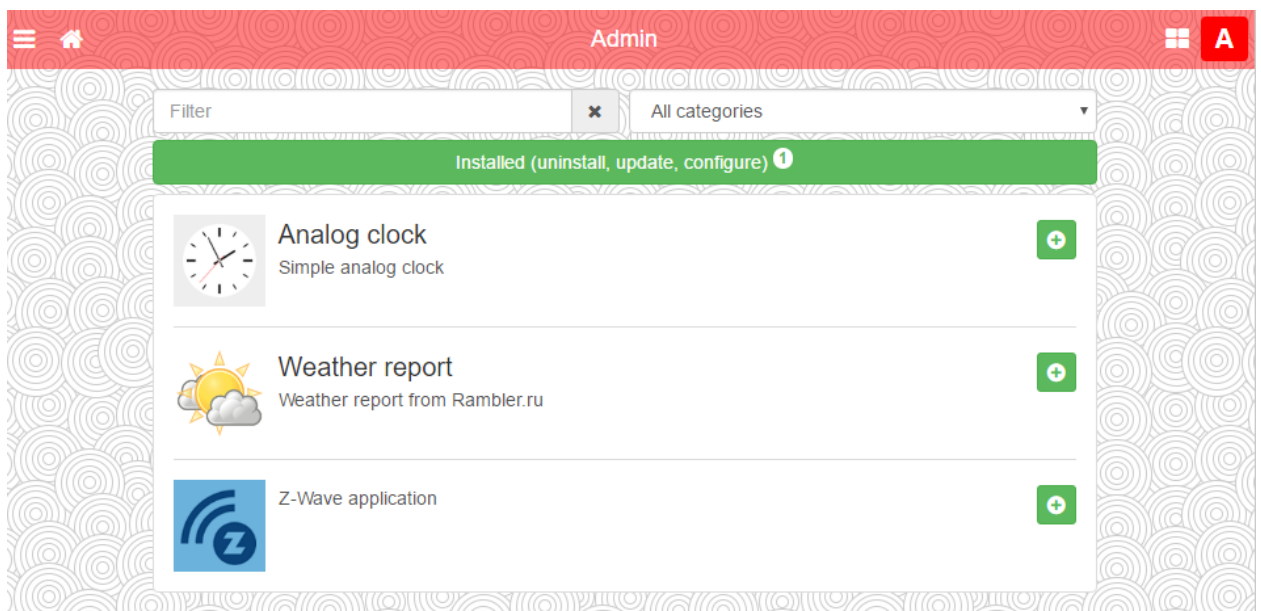 Admin
A
Filter
All categories
Installed (uninstall, update, configure) 1
Analog clock
Simple analog clock
Weather report
Weather report from Rambler.ru
Z-Wave application
Z